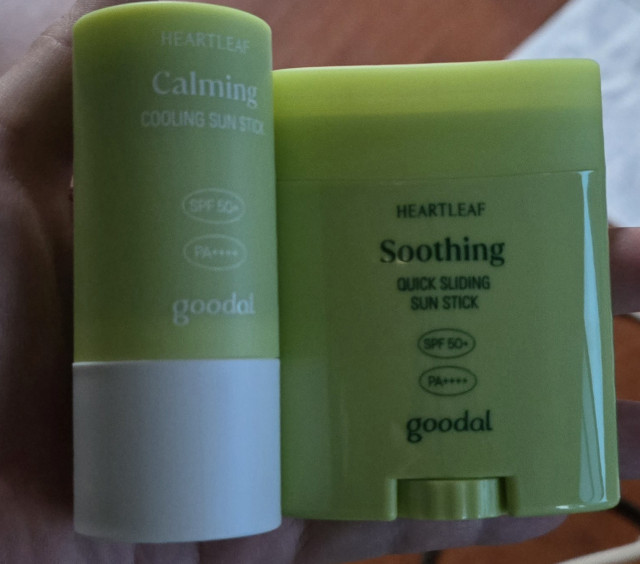 HEARTLEAF
Calming
COOLING SUN STICK
SPF 50+
PA++++
goodal
HEARTLEAF
Soothing
QUICK SLIDING
SUN STICK
SPF 50+
PA++++
goodal